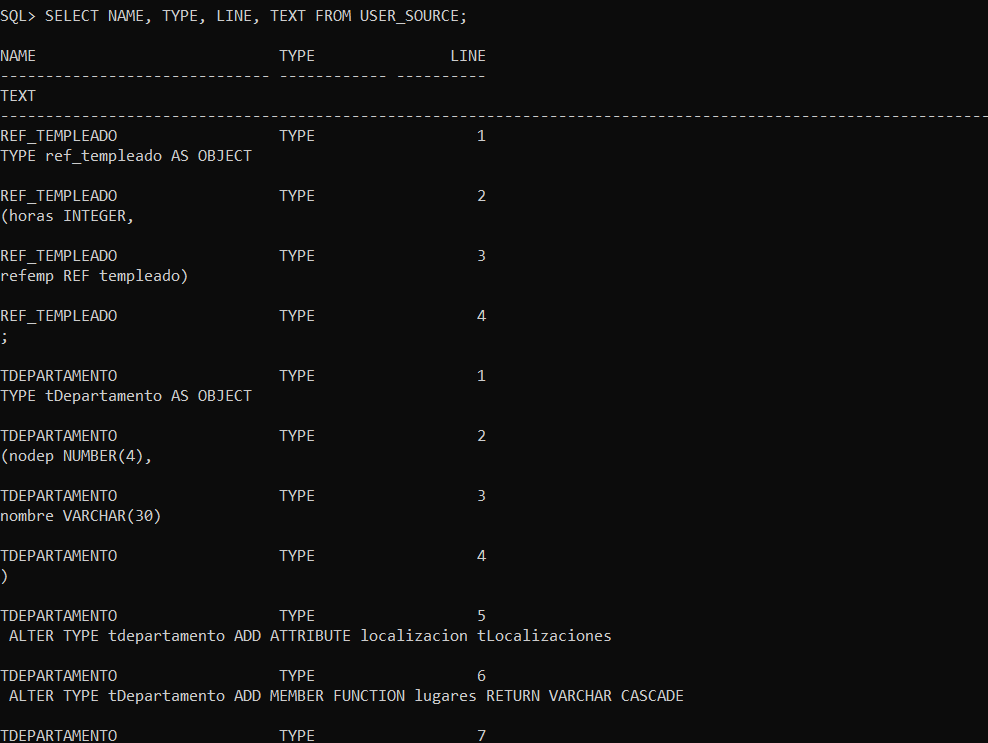 SQL> SELECT NAME, TYPE, LINE, TEXT FROM USER_SOURCE;
NAME                           TYPE               LINE
------------------------------ ------------ ----------
TEXT
--------------------------------------------------------------------------------------------------------------
REF_TEMPLEADO                  TYPE                  1
TYPE ref_templeado AS OBJECT
REF_TEMPLEADO                  TYPE                  2
(horas INTEGER,
REF_TEMPLEADO                  TYPE                  3
refemp REF templeado)
REF_TEMPLEADO                  TYPE                  4
;
TDEPARTAMENTO                  TYPE                  1
TYPE tDepartamento AS OBJECT
TDEPARTAMENTO                  TYPE                  2
(nodep NUMBER(4),
TDEPARTAMENTO                  TYPE                  3
nombre VARCHAR(30)
TDEPARTAMENTO                  TYPE                  4
)
TDEPARTAMENTO                  TYPE                  5
 ALTER TYPE tdepartamento ADD ATTRIBUTE localizacion tLocalizaciones
TDEPARTAMENTO                  TYPE                  6
 ALTER TYPE tDepartamento ADD MEMBER FUNCTION lugares RETURN VARCHAR CASCADE
TDEPARTAMENTO                  TYPE                  7